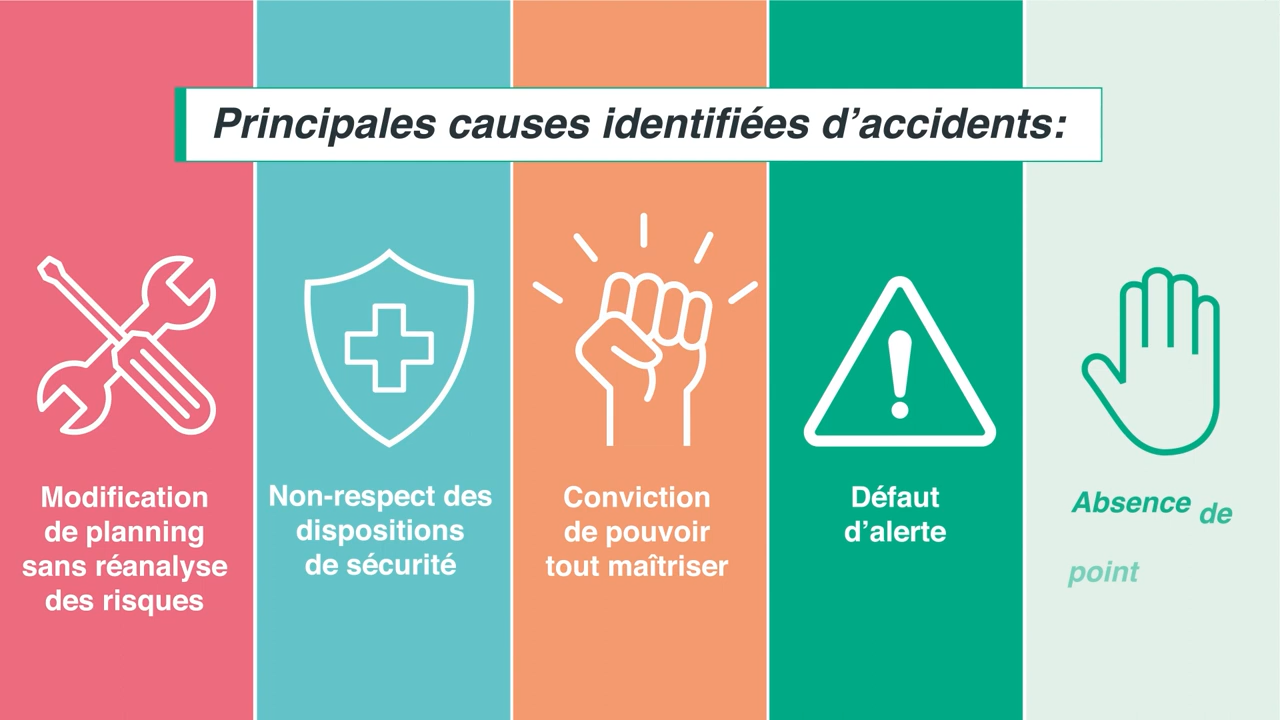 Principales causes identifiées d'accidents:
Modification
de planning
sans réanalyse
des risques
Non-respect des
dispositions
de sécurité
Conviction
de pouvoir
tout maîtriser
Défaut
d'alerte
Absence de
point